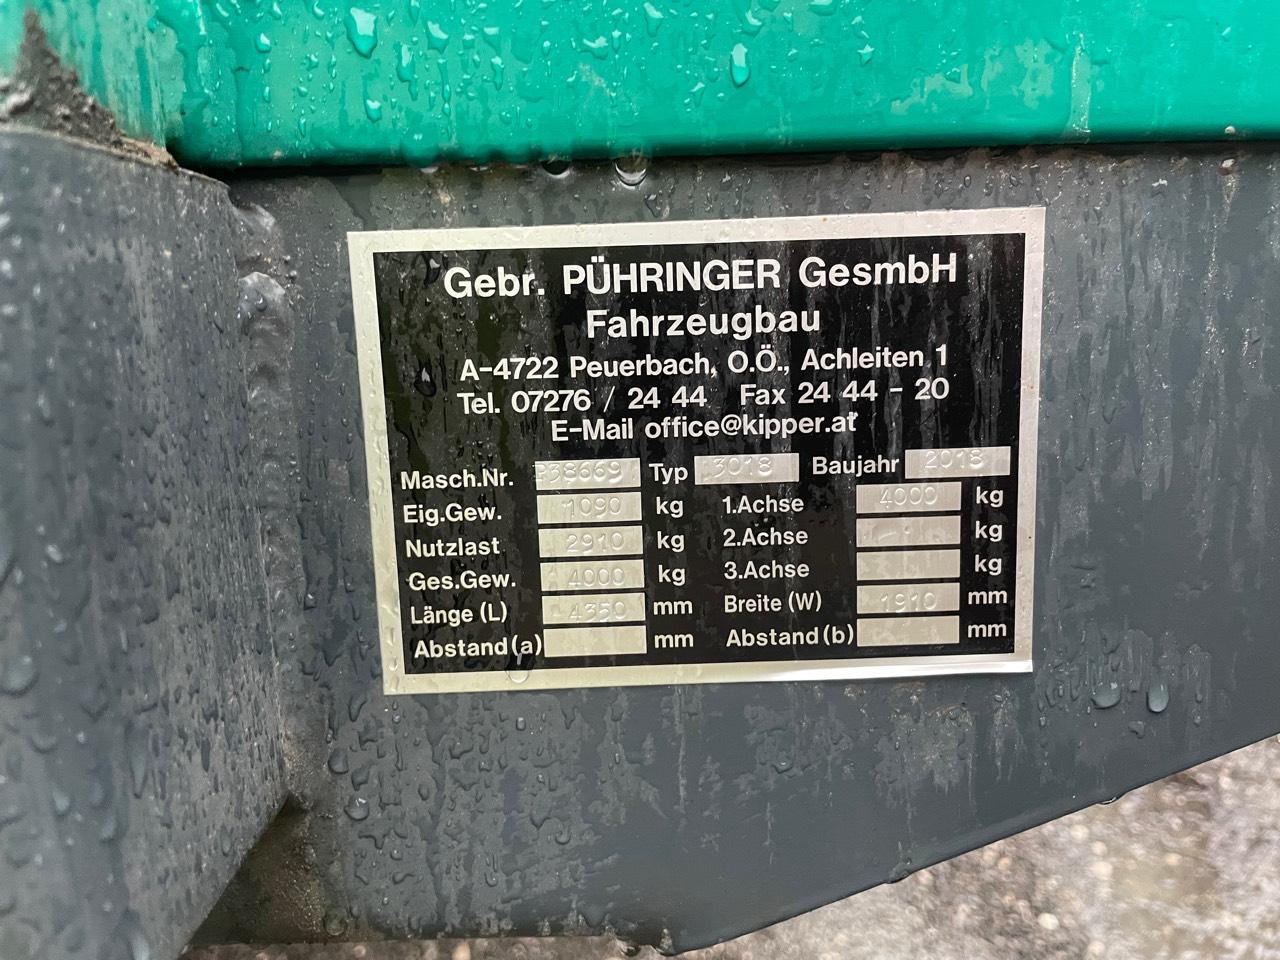 Gebr. PÜHRINGER GesmbH
Fahrzeugbau
A-4722 Peuerbach, O.Ö., Achleiten 1
Tel. 07276 / 24 44 Fax 24 44 - 20
E-Mail office@kipper.at
Masch.Nr. P38669 Typ 3018 Baujahr 2018
Eig.Gew. 1090 kg 1.Achse 4000 kg
Nutzlast 2910 kg 2.Achse - - kg
Ges.Gew. 4000 kg 3.Achse kg
Länge (L) 4350 mm Breite (W) 1910 mm
Abstand (a) mm Abstand (b) mm